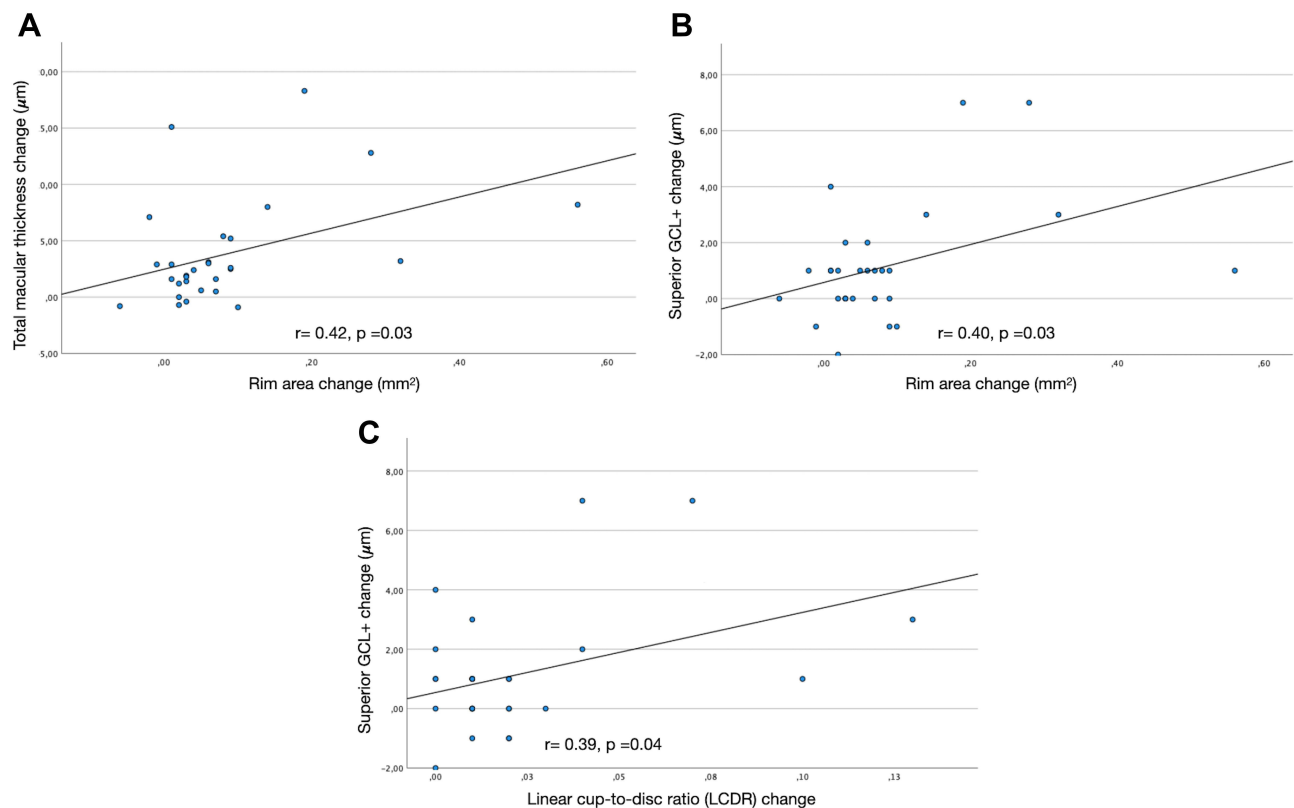 A
Total macular thickness change (μm)
0,00
5,00
0,00
5,00
,00
-5,00
r= 0.42, p =0.03
,00 ,20 ,40 ,60
Rim area change (mm²)
B
Superior GCL+ change (μm)
8,00
6,00
4,00
2,00
,00
−2,00
r= 0.40, p =0.03
,00 ,20 ,40 ,60
Rim area change (mm²)
C
Superior GCL+ change (μm)
8,00
6,00
4,00
2,00
,00
-2,00
r= 0.39, p =0.04
,00 ,03 ,05 ,08 ,10 ,13
Linear cup-to-disc ratio (LCDR) change